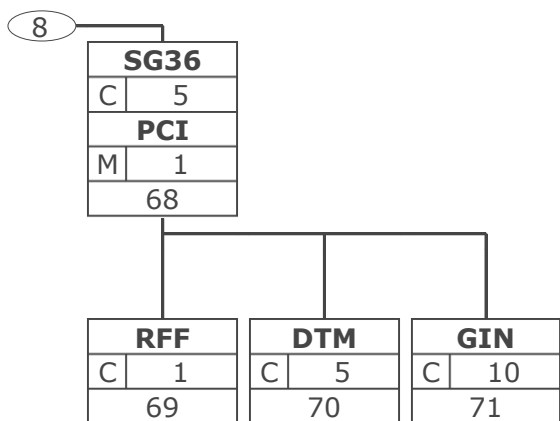 8
SG36
C 5
PCI
M 1
68
RFF DTM GIN
C 1 C 5 C 10
69 70 71